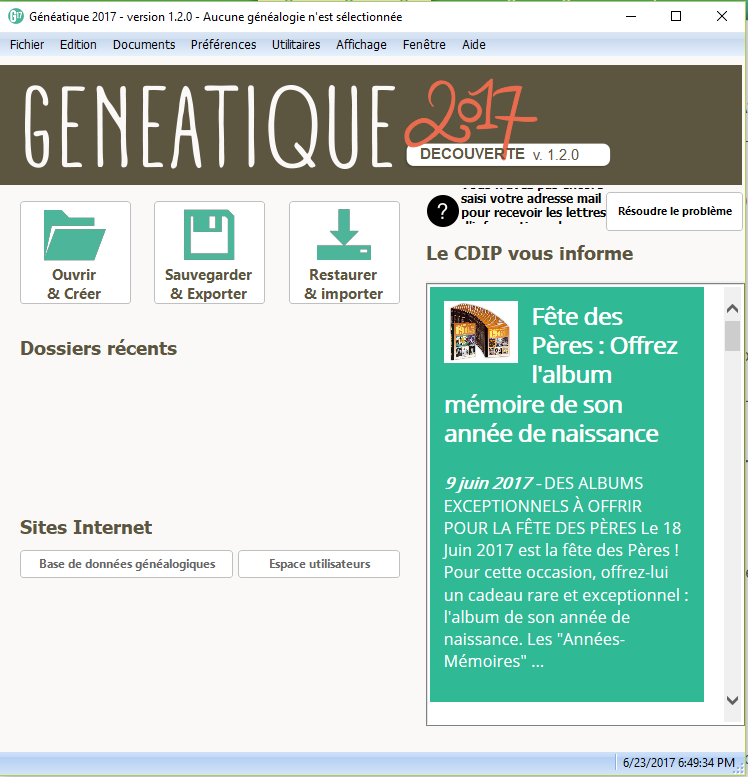 Généatique 2017 - version 1.2.0 - Aucune généalogie n'est sélectionnée
Fichier Edition Documents Préférences Utilitaires Affichage Fenêtre Aide
GENEATIQUE 2017
DECOUVERTE v. 1.2.0
Ouvrir
& Créer
Sauvegarder
& Exporter
Restaurer
& importer
?
saisi votre adresse mail
pour recevoir les lettres
Résoudre le problème
Le CDIP vous informe
Fête des
Pères : Offrez
l'album
mémoire de son
année de naissance
9 juin 2017 - DES ALBUMS
EXCEPTIONNELS À OFFRIR
POUR LA FÊTE DES PÈRES Le 18
Juin 2017 est la fête des Pères !
Pour cette occasion, offrez-lui
un cadeau rare et exceptionnel :
l'album de son année de
naissance. Les "Années-
Mémoires" ...
Dossiers récents
Sites Internet
Base de données généalogiques
Espace utilisateurs
6/23/2017 6:49:34 PM